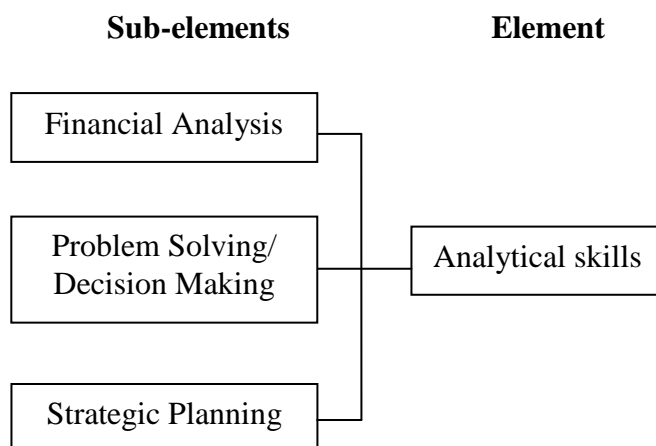 Sub-elements
Element
Financial Analysis
Problem Solving/
Decision Making
Analytical skills
Strategic Planning